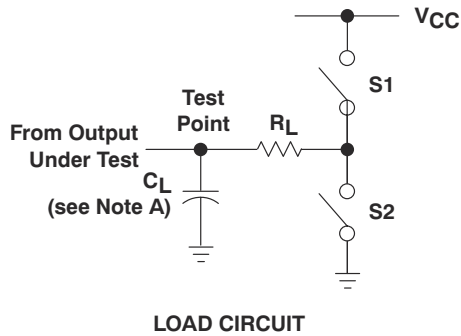 VCC
S1
Test
Point
RL
From Output
Under Test
CL
(see Note A)
S2
LOAD CIRCUIT